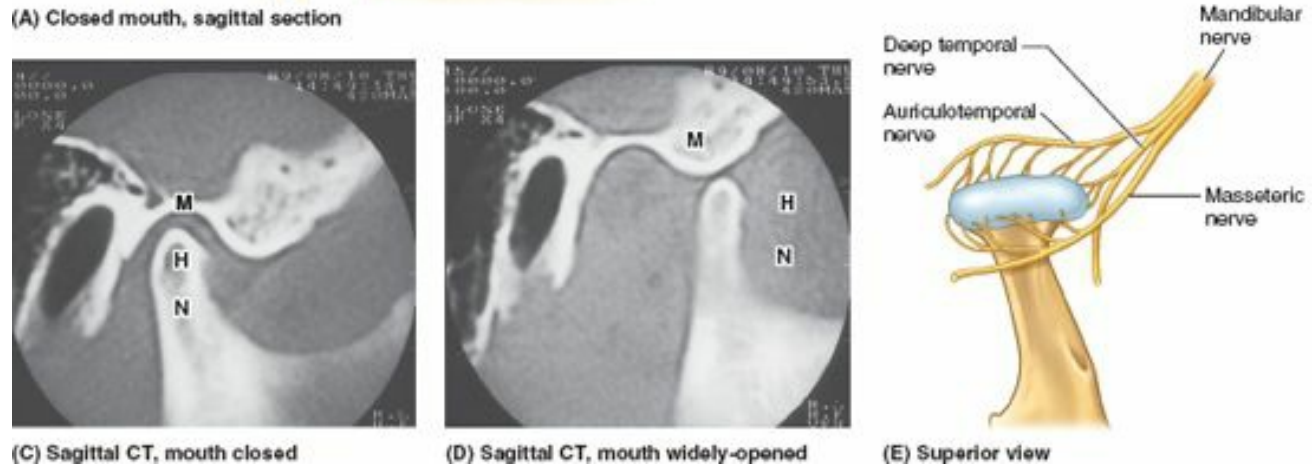 (A) Closed mouth, sagittal section
LOSE
M
H
N
(C) Sagittal CT, mouth closed
M
H
N
(D) Sagittal CT, mouth widely-opened
Mandibular
nerve
Deep temporal
nerve
Auriculotemporal
nerve
Masseteric
nerve
(E) Superior view